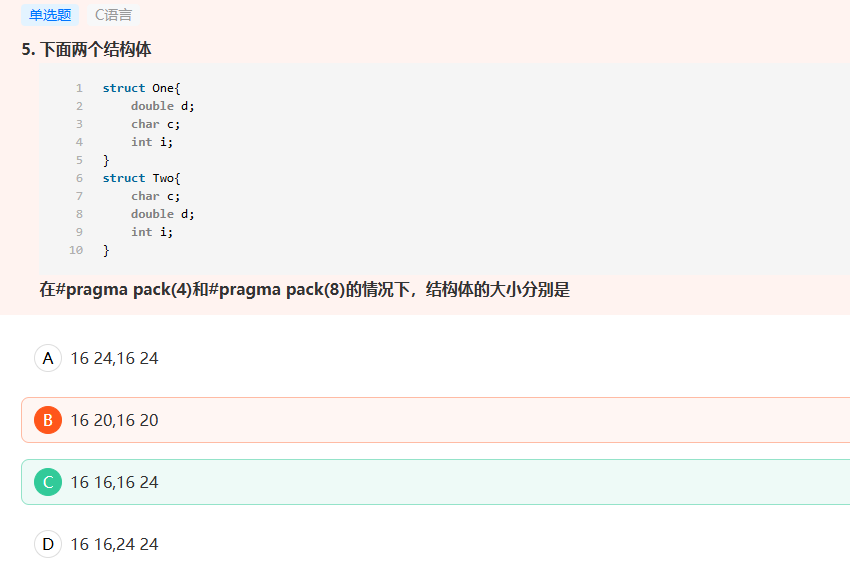 单选题 C语言
5. 下面两个结构体
1 struct One{
2 double d;
3 char c;
4 int i;
5 }
6 struct Two{
7 char c;
8 double d;
9 int i;
10 }
在#pragma pack(4)和#pragma pack(8)的情况下，结构体的大小分别是
A 16 24,16 24
B 16 20,16 20
C 16 16,16 24
D 16 16,24 24